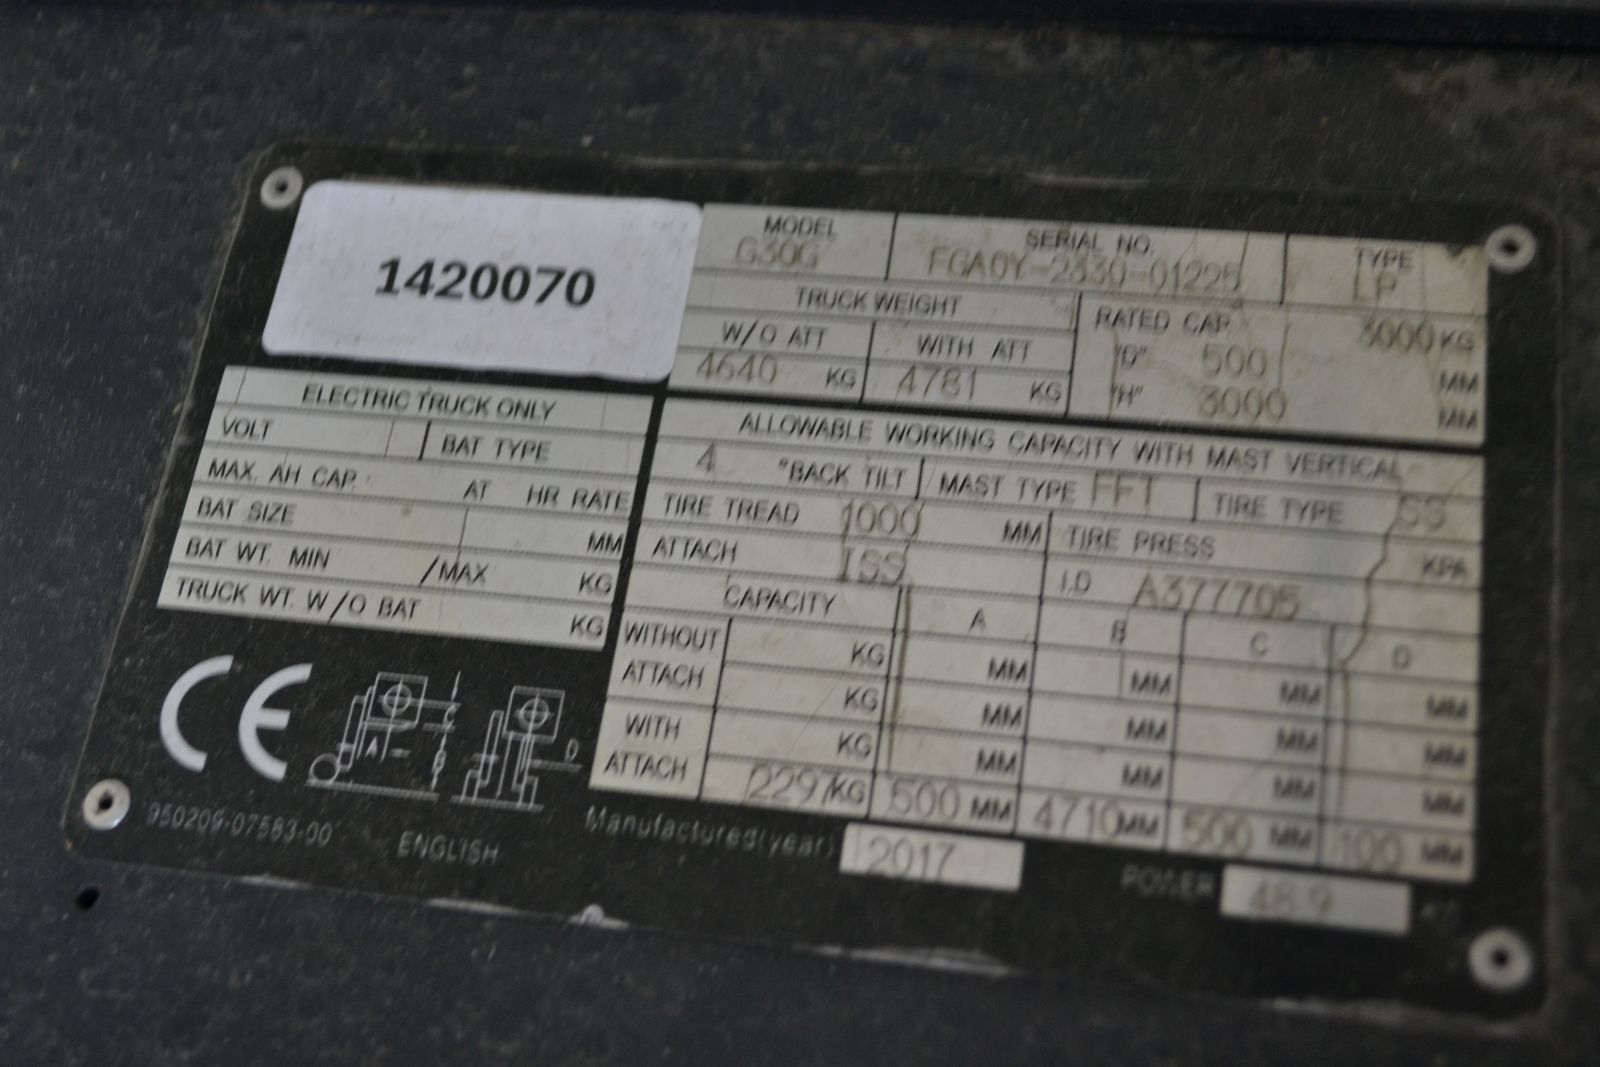 1420070
MODEL
G30G
SERIAL NO.
FGA0Y-2330-01225
TYPE
LP
TRUCK WEIGHT
W/O ATT
4640 KG
WITH ATT
4781 KG
RATED CAP. 3000 KG
"D" 500 MM
"H" 3000 MM
ELECTRIC TRUCK ONLY
VOLT BAT TYPE
MAX. AH CAP. AT HR RATE
BAT SIZE MM
BAT WT. MIN /MAX KG
TRUCK WT. W/O BAT KG
ALLOWABLE WORKING CAPACITY WITH MAST VERTICAL
4 °BACK TILT MAST TYPE FFT TIRE TYPE SS
TIRE TREAD 1000 MM TIRE PRESS KPA
ATTACH ISS I.D A377705
CAPACITY A B C D
WITHOUT ATTACH KG MM MM MM MM
KG MM MM MM MM
WITH ATTACH KG MM MM MM MM
2297 KG 500 MM 4710 MM 500 MM 100 MM
CE
A C B D
950209-07583-00
ENGLISH
Manufactured(year) 2017
POWER 48.9